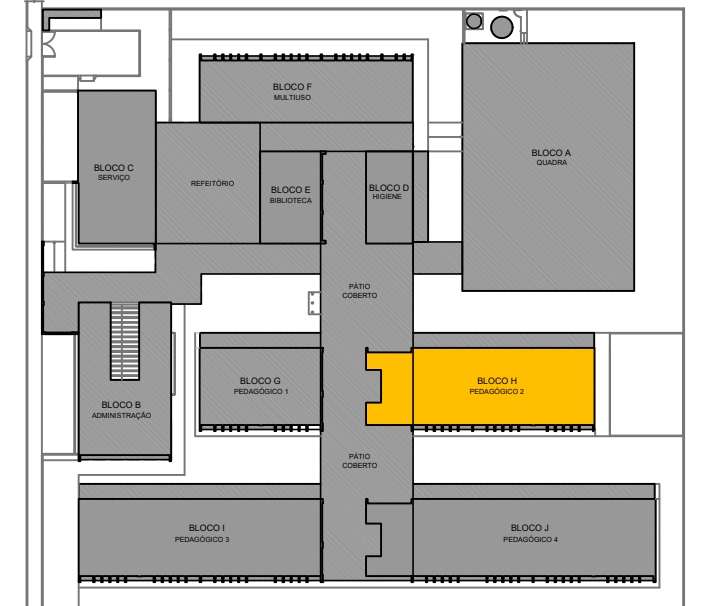 BLOCO F
MULTIUSO
BLOCO A
QUADRA
BLOCO C
SERVIÇO
REFEITÓRIO
BLOCO E
BIBLIOTECA
BLOCO D
HIGIENE
PÁTIO
COBERTO
BLOCO G
PEDAGÓGICO 1
BLOCO H
PEDAGÓGICO 2
BLOCO B
ADMINISTRAÇÃO
PÁTIO
COBERTO
BLOCO I
PEDAGÓGICO 3
BLOCO J
PEDAGÓGICO 4